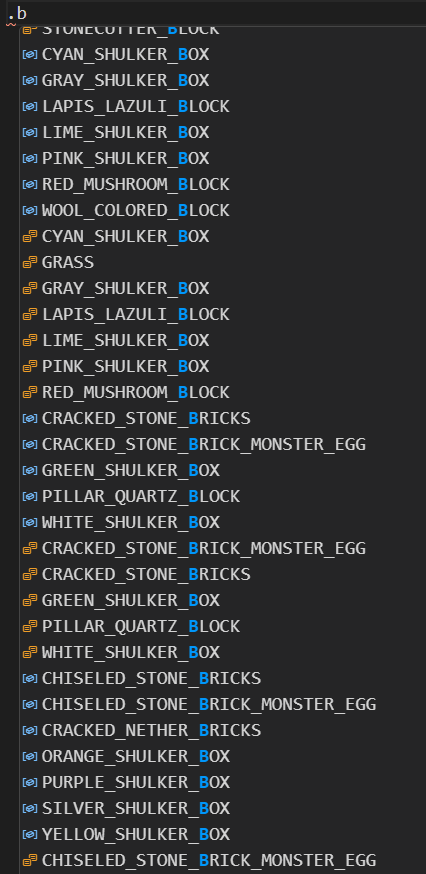 .b
STONECUTTER_BLOCK
CYAN_SHULKER_BOX
GRAY_SHULKER_BOX
LAPIS_LAZULI_BLOCK
LIME_SHULKER_BOX
PINK_SHULKER_BOX
RED_MUSHROOM_BLOCK
WOOL_COLORED_BLOCK
CYAN_SHULKER_BOX
GRASS
GRAY_SHULKER_BOX
LAPIS_LAZULI_BLOCK
LIME_SHULKER_BOX
PINK_SHULKER_BOX
RED_MUSHROOM_BLOCK
CRACKED_STONE_BRICKS
CRACKED_STONE_BRICK_MONSTER_EGG
GREEN_SHULKER_BOX
PILLAR_QUARTZ_BLOCK
WHITE_SHULKER_BOX
CRACKED_STONE_BRICK_MONSTER_EGG
CRACKED_STONE_BRICKS
GREEN_SHULKER_BOX
PILLAR_QUARTZ_BLOCK
WHITE_SHULKER_BOX
CHISELED_STONE_BRICKS
CHISELED_STONE_BRICK_MONSTER_EGG
CRACKED_NETHER_BRICKS
ORANGE_SHULKER_BOX
PURPLE_SHULKER_BOX
SILVER_SHULKER_BOX
YELLOW_SHULKER_BOX
CHISELED_STONE_BRICK_MONSTER_EGG